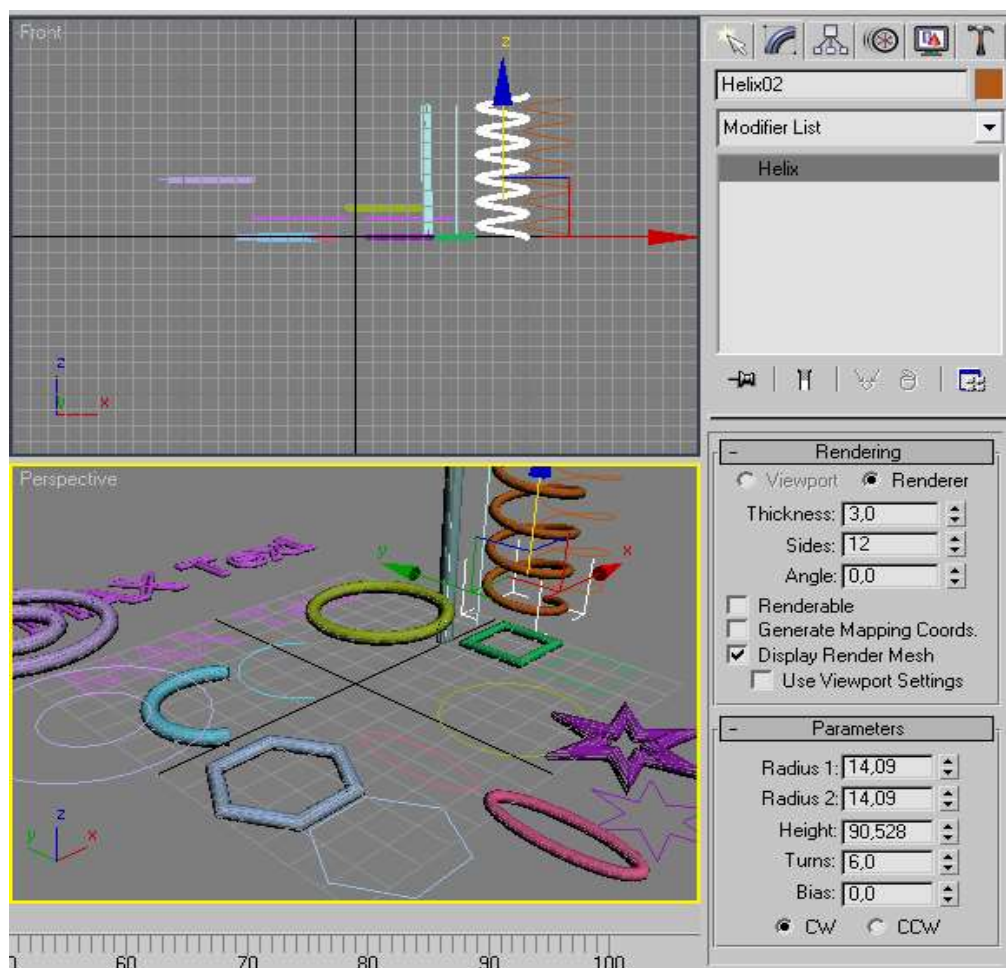 Front
z
z
x
y
Helix02
Modifier List
Helix
Perspective
y
x
z
y
x
Rendering
Viewport Renderer
Thickness: 3,0
Sides: 12
Angle: 0,0
Renderable
Generate Mapping Coords.
Display Render Mesh
Use Viewport Settings
Parameters
Radius 1: 14,09
Radius 2: 14,09
Height: 90,528
Turns: 6,0
Bias: 0,0
CW CCW
60 70 80 90 100